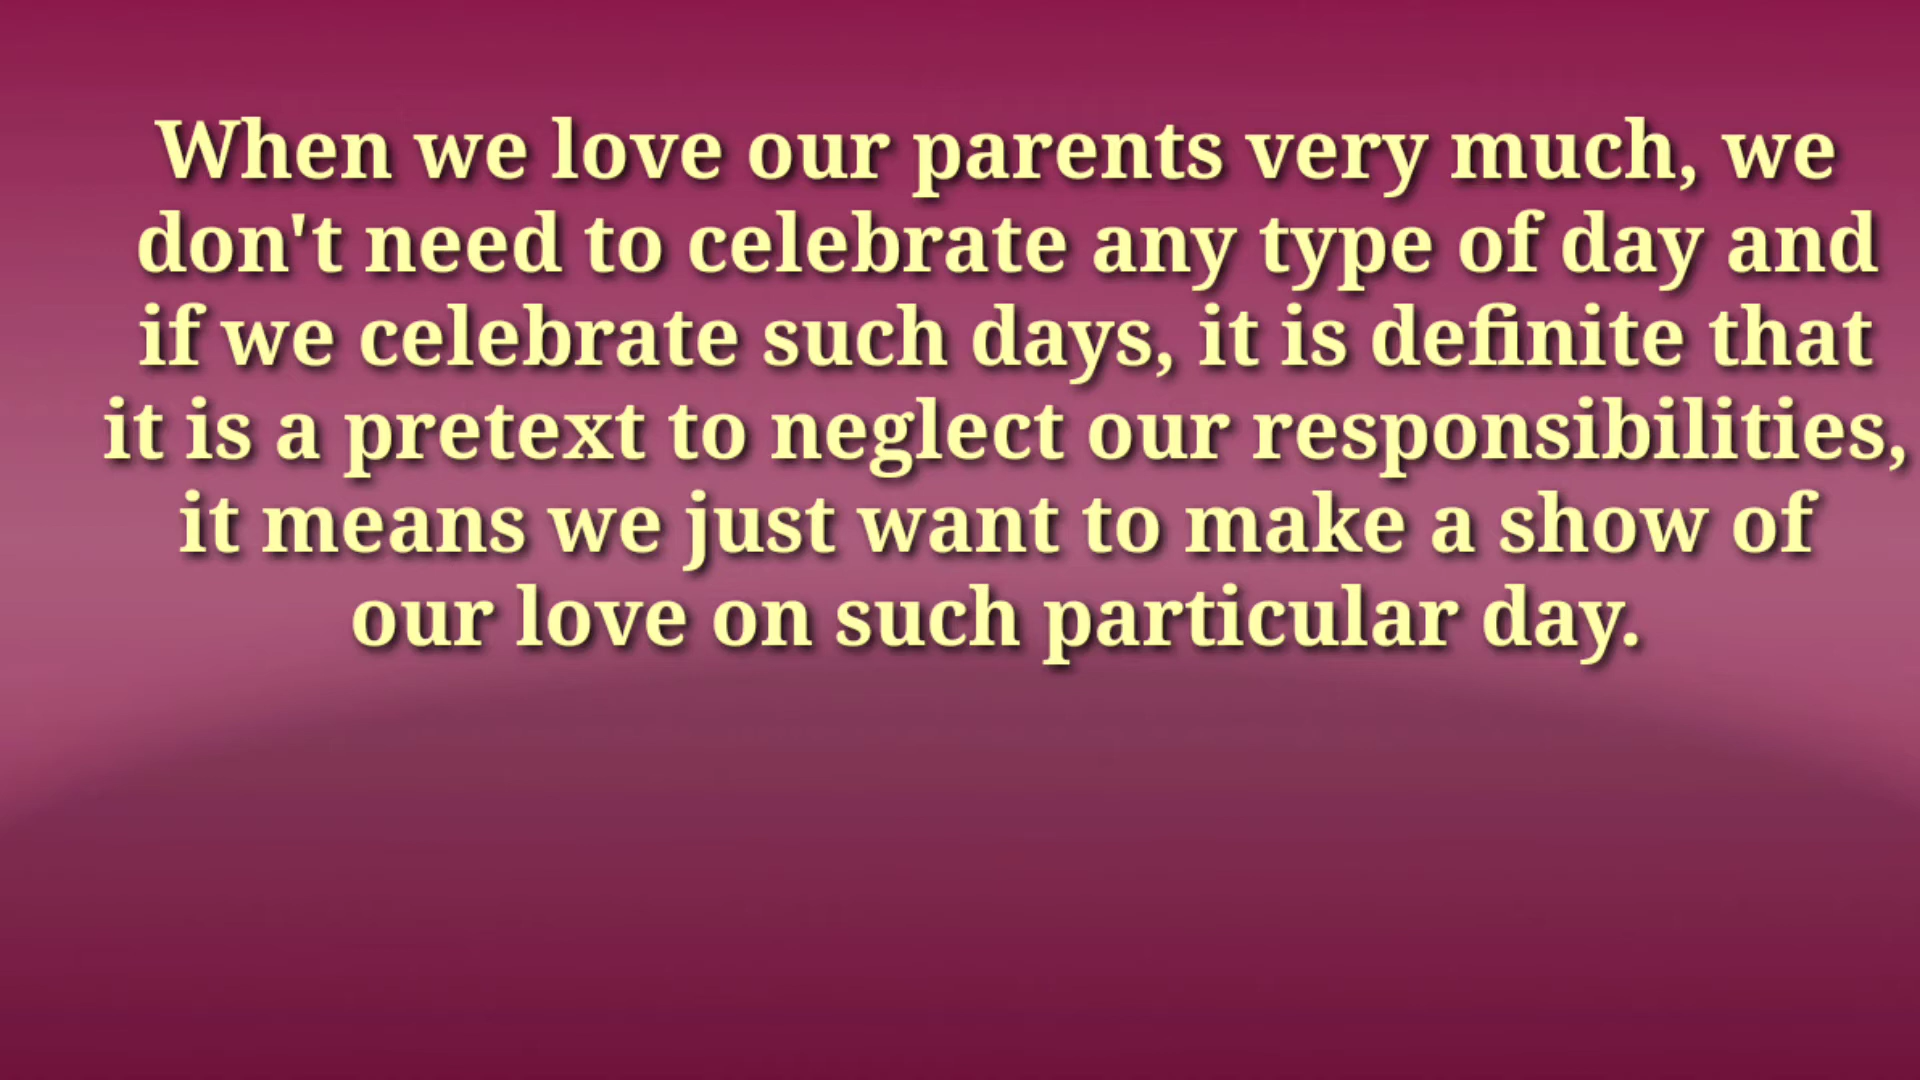 When we love our parents very much, we
don't need to celebrate any type of day and
if we celebrate such days, it is definite that
it is a pretext to neglect our responsibilities,
it means we just want to make a show of
our love on such particular day.